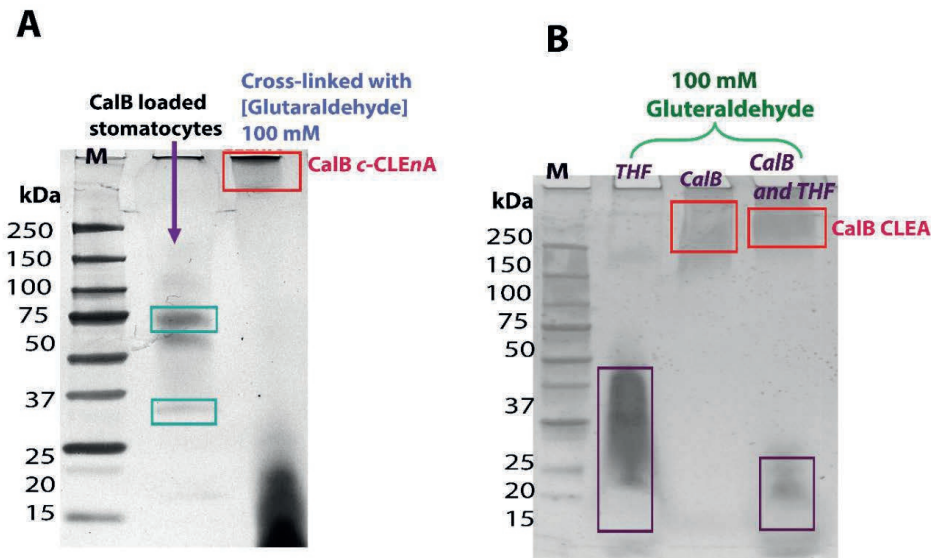 A
CalB loaded
stomatocytes
Cross-linked with
[Glutaraldehyde]
100 mM
M
CalB c-CLEnA
kDa
250
150
100
75
50
37
25
20
15
B
100 mM
Gluteraldehyde
M
THF
CalB
CalB
and THF
kDa
CalB CLEA
250
150
100
75
50
37
25
20
15